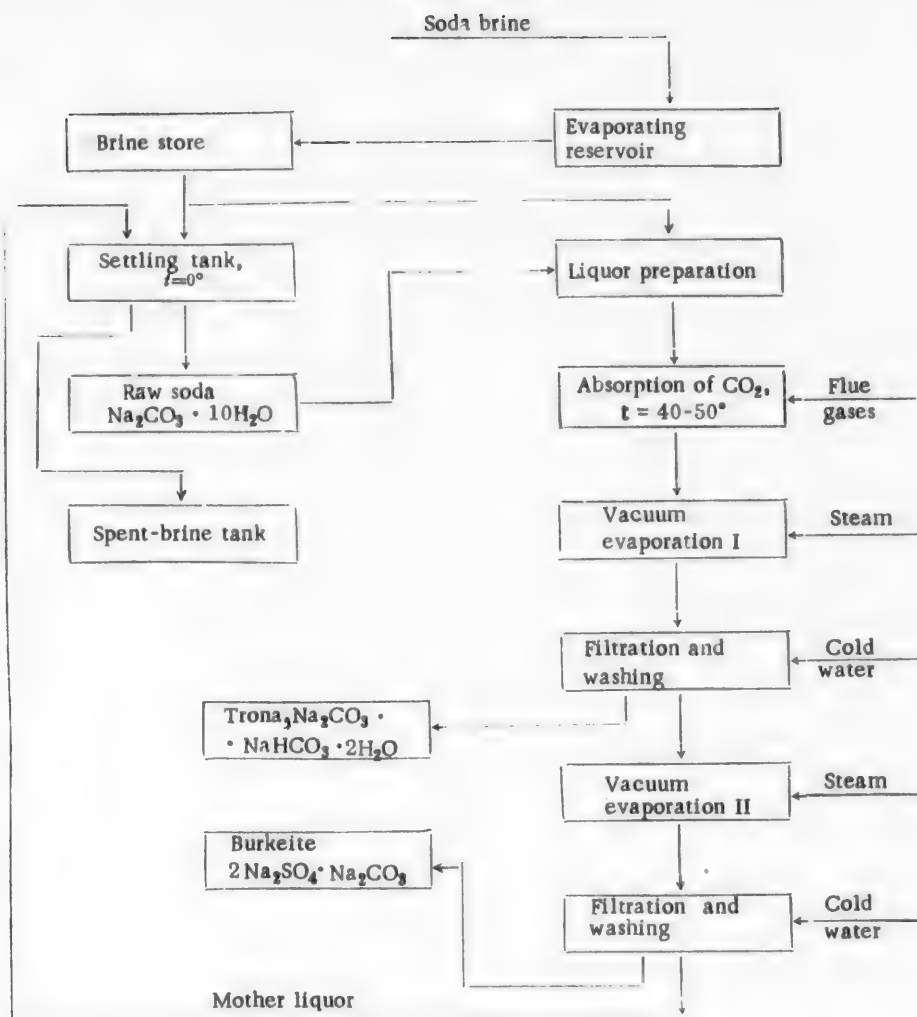 Soda brine
Brine store
Evaporating
reservoir
Settling tank,
t=0°
Liquor preparation
Raw soda
Na₂CO₃ · 10H₂O
Absorption of CO₂,
t = 40-50°
Flue
gases
Spent-brine tank
Vacuum
evaporation I
Steam
Filtration and
washing
Cold
water
Trona, Na₂CO₃ ·
· NaHCO₃ · 2H₂O
Vacuum
evaporation II
Steam
Burkeite
2Na₂SO₄ · Na₂CO₃
Filtration and
washing
Cold
water
Mother liquor